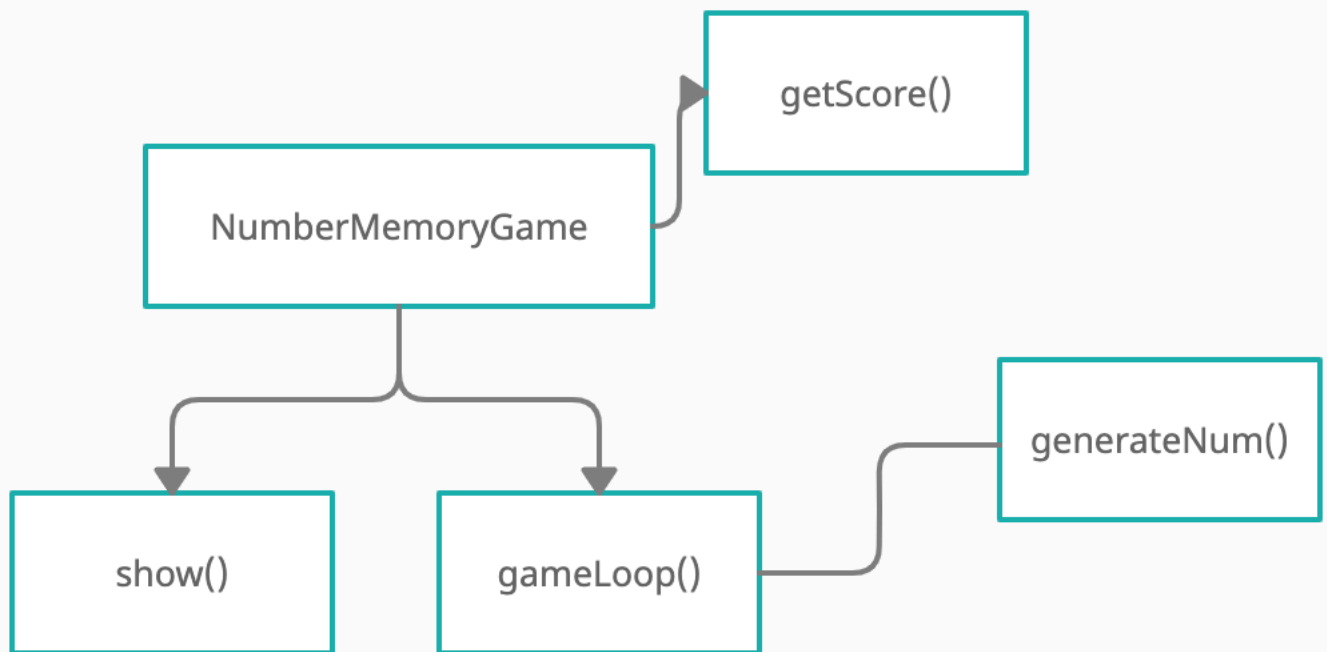 getScore()
NumberMemoryGame
generateNum()
show()
gameLoop()